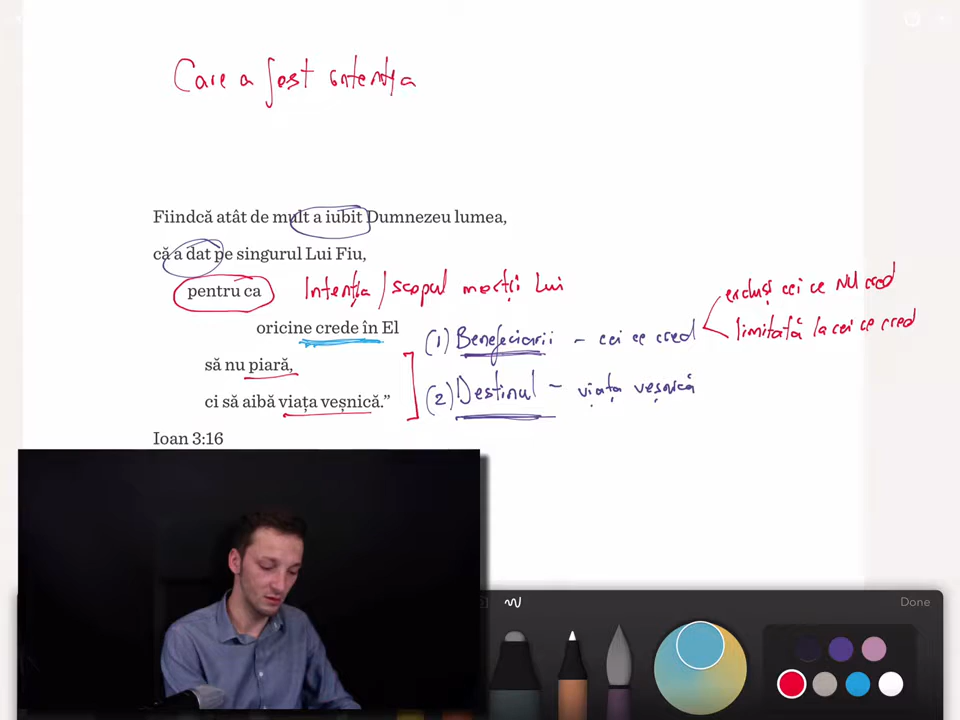 Care a fost intenția
Fiindcă atât de mult a iubit Dumnezeu lumea,
că a dat pe singurul Lui Fiu,
pentru ca Intenția / scopul morții Lui
excluși cei ce NU cred
oricine crede în El (1) Beneficiarii – cei ce cred
limitată la cei ce cred
să nu piară,
ci să aibă viața veșnică.” (2) Destinul – viața veșnică
Ioan 3:16
Done